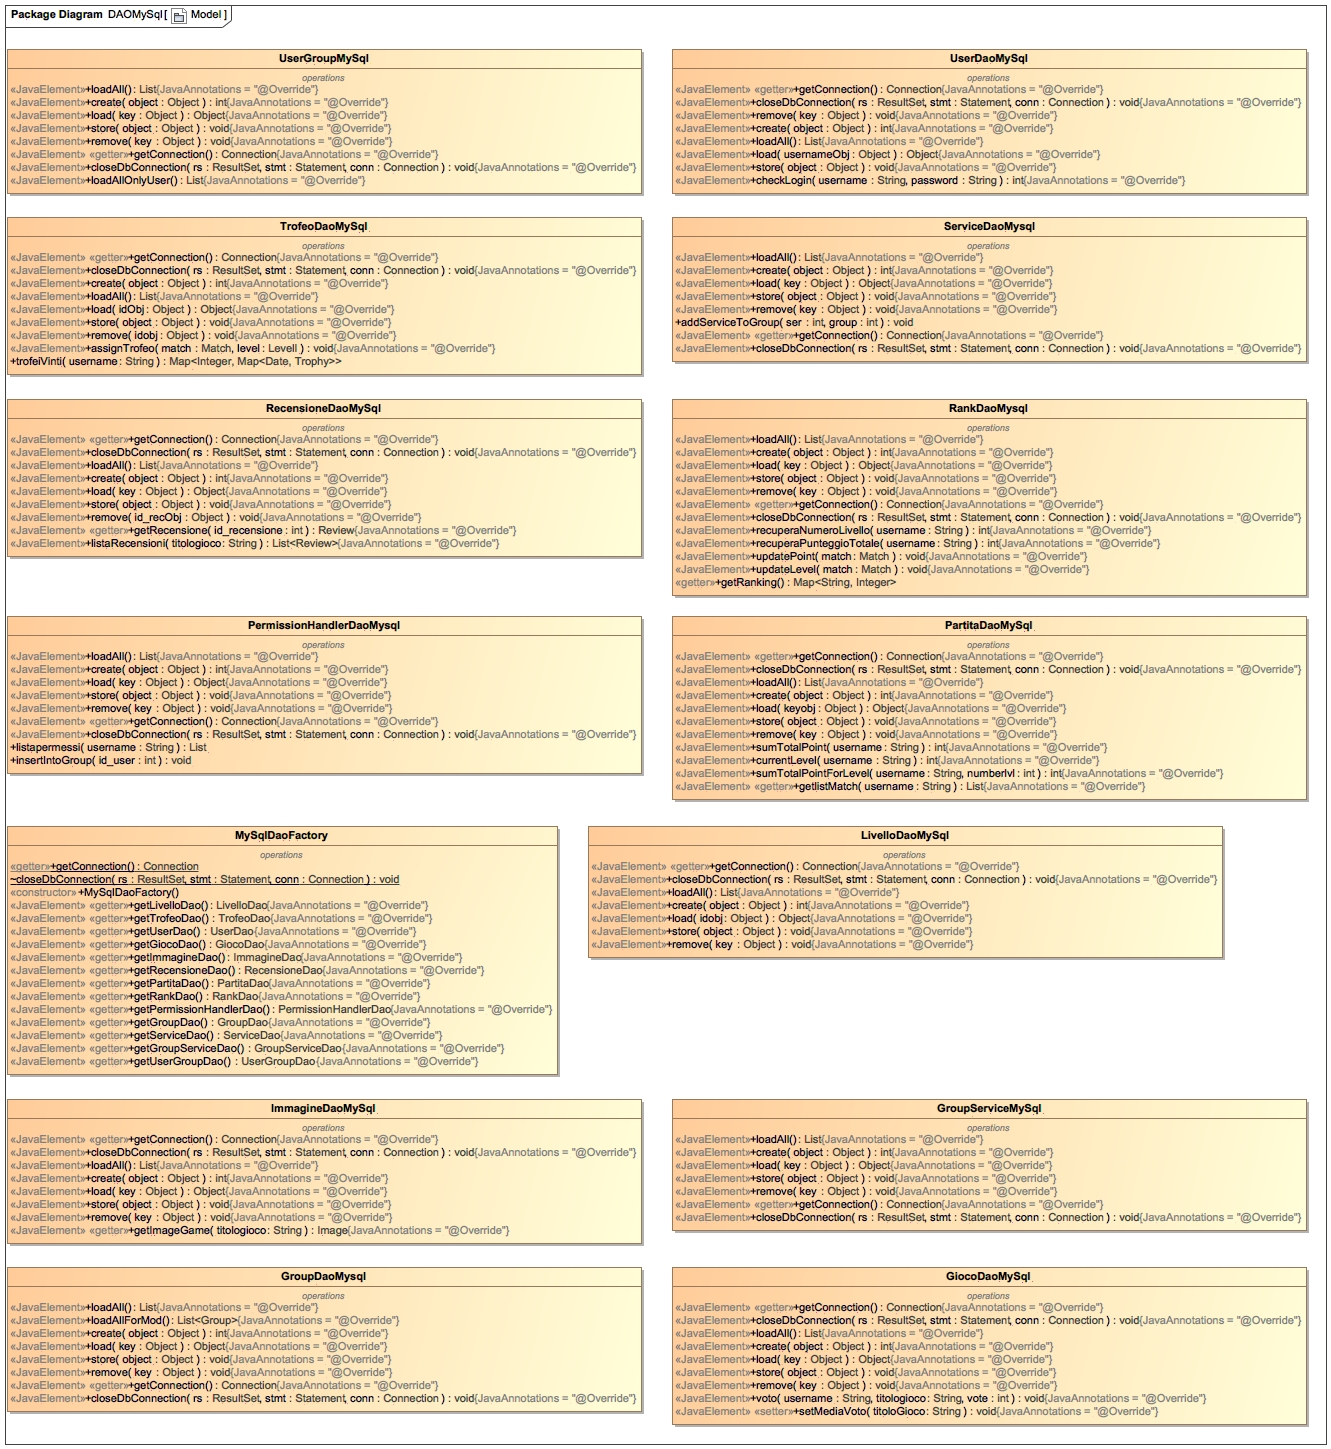 Package Diagram DAOMySql[ Model ]
UserGroupMySql
operations
«JavaElement»+loadAll() : List{JavaAnnotations = "@Override"}
«JavaElement»+create( object : Object ) : int{JavaAnnotations = "@Override"}
«JavaElement»+load( key : Object ) : Object{JavaAnnotations = "@Override"}
«JavaElement»+store( object : Object ) : void{JavaAnnotations = "@Override"}
«JavaElement»+remove( key : Object ) : void{JavaAnnotations = "@Override"}
«JavaElement» «getter»+getConnection() : Connection{JavaAnnotations = "@Override"}
«JavaElement»+closeDbConnection( rs : ResultSet, stmt : Statement, conn : Connection ) : void{JavaAnnotations = "@Override"}
«JavaElement»+loadAllOnlyUser() : List{JavaAnnotations = "@Override"}
UserDaoMySql
operations
«JavaElement» «getter»+getConnection() : Connection{JavaAnnotations = "@Override"}
«JavaElement»+closeDbConnection( rs : ResultSet, stmt : Statement, conn : Connection ) : void{JavaAnnotations = "@Override"}
«JavaElement»+remove( key : Object ) : void{JavaAnnotations = "@Override"}
«JavaElement»+create( object : Object ) : int{JavaAnnotations = "@Override"}
«JavaElement»+loadAll() : List{JavaAnnotations = "@Override"}
«JavaElement»+load( usernameObj : Object ) : Object{JavaAnnotations = "@Override"}
«JavaElement»+store( object : Object ) : void{JavaAnnotations = "@Override"}
«JavaElement»+checkLogin( username : String, password : String ) : int{JavaAnnotations = "@Override"}
TrofeoDaoMySql
operations
«JavaElement» «getter»+getConnection() : Connection{JavaAnnotations = "@Override"}
«JavaElement»+closeDbConnection( rs : ResultSet, stmt : Statement, conn : Connection ) : void{JavaAnnotations = "@Override"}
«JavaElement»+create( object : Object ) : int{JavaAnnotations = "@Override"}
«JavaElement»+loadAll() : List{JavaAnnotations = "@Override"}
«JavaElement»+load( idObj : Object ) : Object{JavaAnnotations = "@Override"}
«JavaElement»+store( object : Object ) : void{JavaAnnotations = "@Override"}
«JavaElement»+remove( idobj : Object ) : void{JavaAnnotations = "@Override"}
«JavaElement»+assignTrofeo( match : Match, level : Levell ) : void{JavaAnnotations = "@Override"}
+trofeiVinti( username : String ) : Map<Integer, Map<Date, Trophy>>
ServiceDaoMysql
operations
«JavaElement»+loadAll() : List{JavaAnnotations = "@Override"}
«JavaElement»+create( object : Object ) : int{JavaAnnotations = "@Override"}
«JavaElement»+load( key : Object ) : Object{JavaAnnotations = "@Override"}
«JavaElement»+store( object : Object ) : void{JavaAnnotations = "@Override"}
«JavaElement»+remove( key : Object ) : void{JavaAnnotations = "@Override"}
+addServiceToGroup( ser : int, group : int ) : void
«JavaElement» «getter»+getConnection() : Connection{JavaAnnotations = "@Override"}
«JavaElement»+closeDbConnection( rs : ResultSet, stmt : Statement, conn : Connection ) : void{JavaAnnotations = "@Override"}
RecensioneDaoMySql
operations
«JavaElement» «getter»+getConnection() : Connection{JavaAnnotations = "@Override"}
«JavaElement»+closeDbConnection( rs : ResultSet, stmt : Statement, conn : Connection ) : void{JavaAnnotations = "@Override"}
«JavaElement»+loadAll() : List{JavaAnnotations = "@Override"}
«JavaElement»+create( object : Object ) : int{JavaAnnotations = "@Override"}
«JavaElement»+load( key : Object ) : Object{JavaAnnotations = "@Override"}
«JavaElement»+store( object : Object ) : void{JavaAnnotations = "@Override"}
«JavaElement»+remove( id_recObj : Object ) : void{JavaAnnotations = "@Override"}
«JavaElement» «getter»+getRecensione( id_recensione : int ) : Review{JavaAnnotations = "@Override"}
«JavaElement»+listaRecensioni( titologioco : String ) : List<Review>{JavaAnnotations = "@Override"}
RankDaoMysql
operations
«JavaElement»+loadAll() : List{JavaAnnotations = "@Override"}
«JavaElement»+create( object : Object ) : int{JavaAnnotations = "@Override"}
«JavaElement»+load( key : Object ) : Object{JavaAnnotations = "@Override"}
«JavaElement»+store( object : Object ) : void{JavaAnnotations = "@Override"}
«JavaElement»+remove( key : Object ) : void{JavaAnnotations = "@Override"}
«JavaElement» «getter»+getConnection() : Connection{JavaAnnotations = "@Override"}
«JavaElement»+closeDbConnection( rs : ResultSet, stmt : Statement, conn : Connection ) : void{JavaAnnotations = "@Override"}
«JavaElement»+recuperaNumeroLivello( username : String ) : int{JavaAnnotations = "@Override"}
«JavaElement»+recuperaPunteggioTotale( username : String ) : int{JavaAnnotations = "@Override"}
«JavaElement»+updatePoint( match : Match ) : void{JavaAnnotations = "@Override"}
«JavaElement»+updateLevel( match : Match ) : void{JavaAnnotations = "@Override"}
«getter»+getRanking() : Map<String, Integer>
PermissionHandlerDaoMysql
operations
«JavaElement»+loadAll() : List{JavaAnnotations = "@Override"}
«JavaElement»+create( object : Object ) : int{JavaAnnotations = "@Override"}
«JavaElement»+load( key : Object ) : Object{JavaAnnotations = "@Override"}
«JavaElement»+store( object : Object ) : void{JavaAnnotations = "@Override"}
«JavaElement»+remove( key : Object ) : void{JavaAnnotations = "@Override"}
«JavaElement» «getter»+getConnection() : Connection{JavaAnnotations = "@Override"}
«JavaElement»+closeDbConnection( rs : ResultSet, stmt : Statement, conn : Connection ) : void{JavaAnnotations = "@Override"}
+listapermessi( username : String ) : List
+insertIntoGroup( id_user : int ) : void
PartitaDaoMySql
operations
«JavaElement» «getter»+getConnection() : Connection{JavaAnnotations = "@Override"}
«JavaElement»+closeDbConnection( rs : ResultSet, stmt : Statement, conn : Connection ) : void{JavaAnnotations = "@Override"}
«JavaElement»+loadAll() : List{JavaAnnotations = "@Override"}
«JavaElement»+create( object : Object ) : int{JavaAnnotations = "@Override"}
«JavaElement»+load( keyobj : Object ) : Object{JavaAnnotations = "@Override"}
«JavaElement»+store( object : Object ) : void{JavaAnnotations = "@Override"}
«JavaElement»+remove( key : Object ) : void{JavaAnnotations = "@Override"}
«JavaElement»+sumTotalPoint( username : String ) : int{JavaAnnotations = "@Override"}
«JavaElement»+currentLevel( username : String ) : int{JavaAnnotations = "@Override"}
«JavaElement»+sumTotalPointForLevel( username : String, numberlvl : int ) : int{JavaAnnotations = "@Override"}
«JavaElement» «getter»+getlistMatch( username : String ) : List{JavaAnnotations = "@Override"}
MySqlDaoFactory
operations
«getter»+getConnection() : Connection
~closeDbConnection( rs : ResultSet, stmt : Statement, conn : Connection ) : void
«constructor»+MySqlDaoFactory()
«JavaElement» «getter»+getLivelloDao() : LivelloDao{JavaAnnotations = "@Override"}
«JavaElement» «getter»+getTrofeoDao() : TrofeoDao{JavaAnnotations = "@Override"}
«JavaElement» «getter»+getUserDao() : UserDao{JavaAnnotations = "@Override"}
«JavaElement» «getter»+getGiocoDao() : GiocoDao{JavaAnnotations = "@Override"}
«JavaElement» «getter»+getImmagineDao() : ImmagineDao{JavaAnnotations = "@Override"}
«JavaElement» «getter»+getRecensioneDao() : RecensioneDao{JavaAnnotations = "@Override"}
«JavaElement» «getter»+getPartitaDao() : PartitaDao{JavaAnnotations = "@Override"}
«JavaElement» «getter»+getRankDao() : RankDao{JavaAnnotations = "@Override"}
«JavaElement» «getter»+getPermissionHandlerDao() : PermissionHandlerDao{JavaAnnotations = "@Override"}
«JavaElement» «getter»+getGroupDao() : GroupDao{JavaAnnotations = "@Override"}
«JavaElement» «getter»+getServiceDao() : ServiceDao{JavaAnnotations = "@Override"}
«JavaElement» «getter»+getGroupServiceDao() : GroupServiceDao{JavaAnnotations = "@Override"}
«JavaElement» «getter»+getUserGroupDao() : UserGroupDao{JavaAnnotations = "@Override"}
LivelloDaoMySql
operations
«JavaElement» «getter»+getConnection() : Connection{JavaAnnotations = "@Override"}
«JavaElement»+closeDbConnection( rs : ResultSet, stmt : Statement, conn : Connection ) : void{JavaAnnotations = "@Override"}
«JavaElement»+loadAll() : List{JavaAnnotations = "@Override"}
«JavaElement»+create( object : Object ) : int{JavaAnnotations = "@Override"}
«JavaElement»+load( idobj : Object ) : Object{JavaAnnotations = "@Override"}
«JavaElement»+store( object : Object ) : void{JavaAnnotations = "@Override"}
«JavaElement»+remove( key : Object ) : void{JavaAnnotations = "@Override"}
ImmagineDaoMySql
operations
«JavaElement» «getter»+getConnection() : Connection{JavaAnnotations = "@Override"}
«JavaElement»+closeDbConnection( rs : ResultSet, stmt : Statement, conn : Connection ) : void{JavaAnnotations = "@Override"}
«JavaElement»+loadAll() : List{JavaAnnotations = "@Override"}
«JavaElement»+create( object : Object ) : int{JavaAnnotations = "@Override"}
«JavaElement»+load( key : Object ) : Object{JavaAnnotations = "@Override"}
«JavaElement»+store( object : Object ) : void{JavaAnnotations = "@Override"}
«JavaElement»+remove( key : Object ) : void{JavaAnnotations = "@Override"}
«JavaElement» «getter»+getImageGame( titologioco : String ) : Image{JavaAnnotations = "@Override"}
GroupServiceMySql
operations
«JavaElement»+loadAll() : List{JavaAnnotations = "@Override"}
«JavaElement»+create( object : Object ) : int{JavaAnnotations = "@Override"}
«JavaElement»+load( key : Object ) : Object{JavaAnnotations = "@Override"}
«JavaElement»+store( object : Object ) : void{JavaAnnotations = "@Override"}
«JavaElement»+remove( key : Object ) : void{JavaAnnotations = "@Override"}
«JavaElement» «getter»+getConnection() : Connection{JavaAnnotations = "@Override"}
«JavaElement»+closeDbConnection( rs : ResultSet, stmt : Statement, conn : Connection ) : void{JavaAnnotations = "@Override"}
GroupDaoMysql
operations
«JavaElement»+loadAll() : List{JavaAnnotations = "@Override"}
«JavaElement»+loadAllForMod() : List<Group>{JavaAnnotations = "@Override"}
«JavaElement»+create( object : Object ) : int{JavaAnnotations = "@Override"}
«JavaElement»+load( key : Object ) : Object{JavaAnnotations = "@Override"}
«JavaElement»+store( object : Object ) : void{JavaAnnotations = "@Override"}
«JavaElement»+remove( key : Object ) : void{JavaAnnotations = "@Override"}
«JavaElement» «getter»+getConnection() : Connection{JavaAnnotations = "@Override"}
«JavaElement»+closeDbConnection( rs : ResultSet, stmt : Statement, conn : Connection ) : void{JavaAnnotations = "@Override"}
GiocoDaoMySql
operations
«JavaElement» «getter»+getConnection() : Connection{JavaAnnotations = "@Override"}
«JavaElement»+closeDbConnection( rs : ResultSet, stmt : Statement, conn : Connection ) : void{JavaAnnotations = "@Override"}
«JavaElement»+loadAll() : List{JavaAnnotations = "@Override"}
«JavaElement»+create( object : Object ) : int{JavaAnnotations = "@Override"}
«JavaElement»+load( key : Object ) : Object{JavaAnnotations = "@Override"}
«JavaElement»+store( object : Object ) : void{JavaAnnotations = "@Override"}
«JavaElement»+remove( key : Object ) : void{JavaAnnotations = "@Override"}
«JavaElement»+voto( username : String, titologioco : String, vote : int ) : void{JavaAnnotations = "@Override"}
«JavaElement» «setter»+setMediaVoto( titoloGioco : String ) : void{JavaAnnotations = "@Override"}